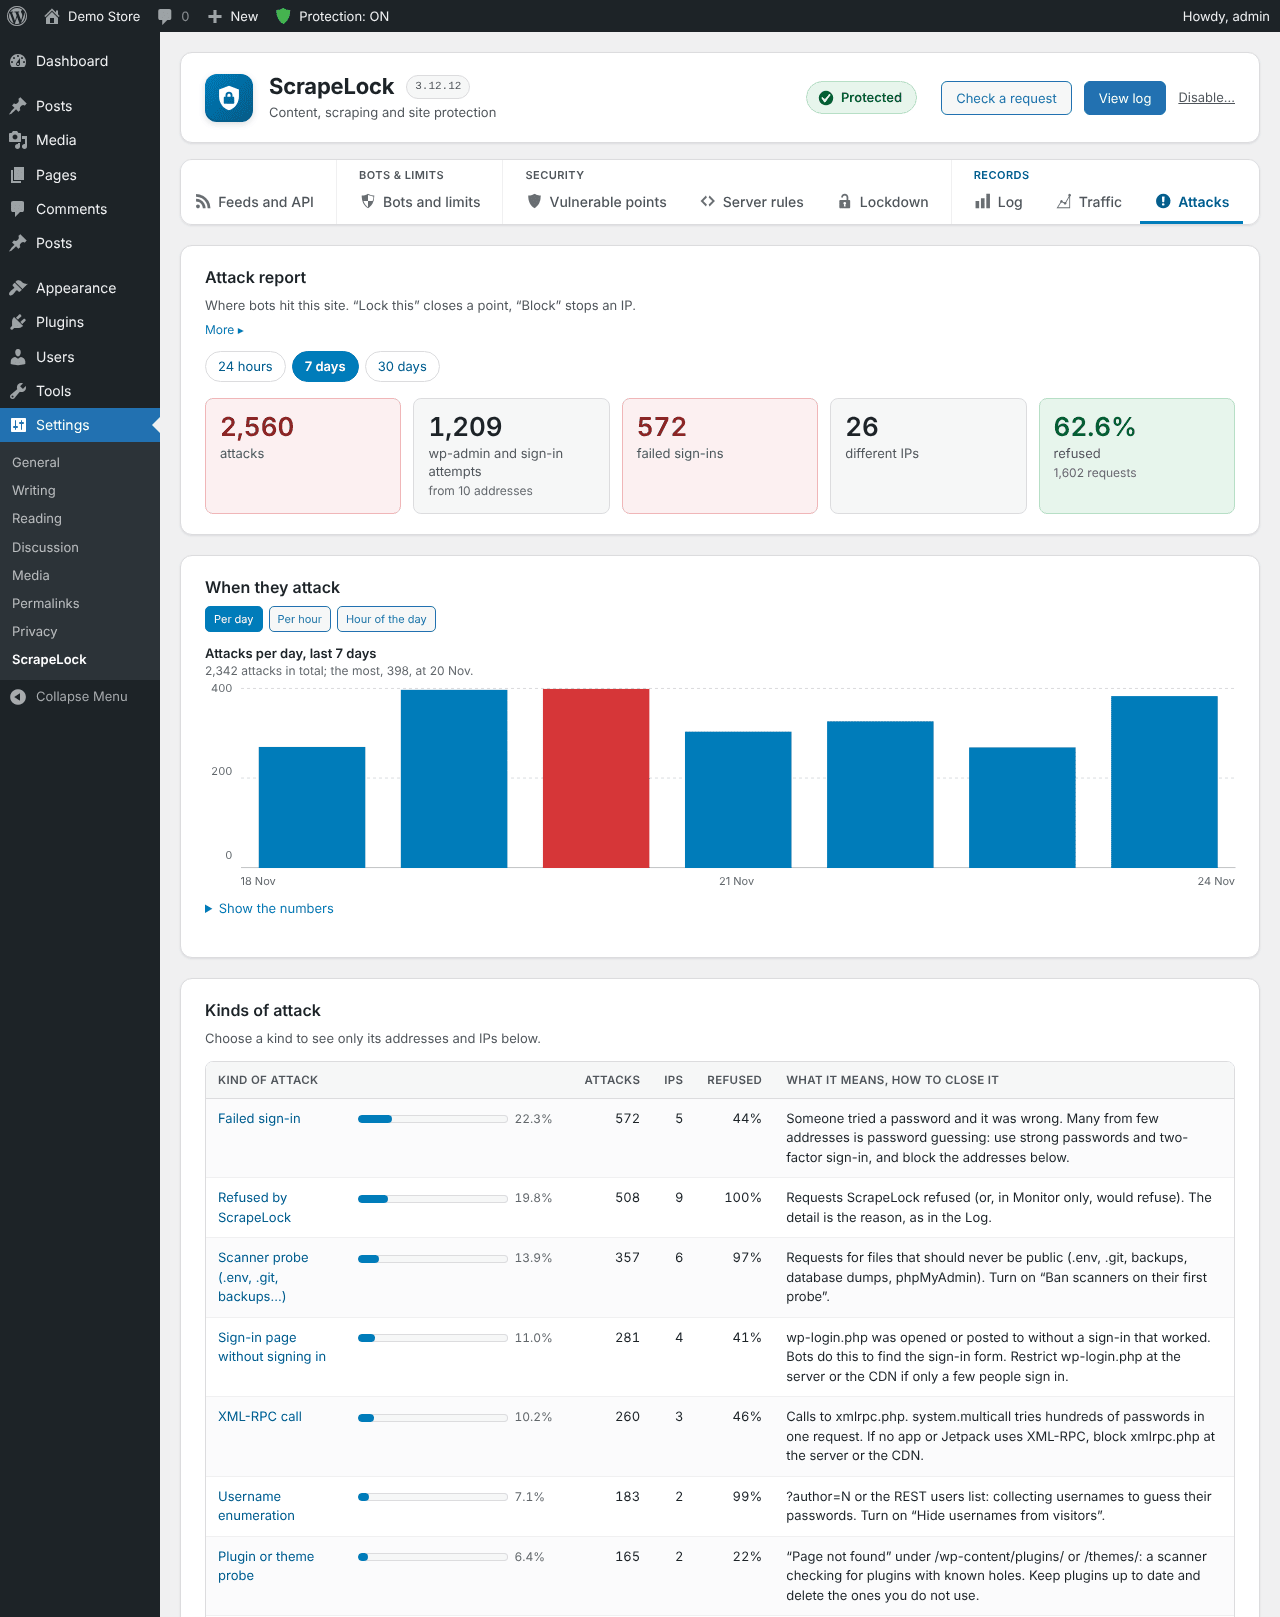 Demo Store
0
New
Protection: ON
Howdy, admin
Dashboard
Posts
Media
Pages
Comments
Posts
Appearance
Plugins
Users
Tools
Settings
General
Writing
Reading
Discussion
Media
Permalinks
Privacy
ScrapeLock
Collapse Menu
ScrapeLock
3.12.12
Content, scraping and site protection
Protected
Check a request
View log
Disable...
BOTS & LIMITS
SECURITY
RECORDS
Feeds and API
Bots and limits
Vulnerable points
Server rules
Lockdown
Log
Traffic
Attacks
Attack report
Where bots hit this site. “Lock this” closes a point, “Block” stops an IP.
More ▸
24 hours
7 days
30 days
2,560
attacks
1,209
wp-admin and sign-in
attempts
from 10 addresses
572
failed sign-ins
26
different IPs
62.6%
refused
1,602 requests
When they attack
Per day
Per hour
Hour of the day
Attacks per day, last 7 days
2,342 attacks in total; the most, 398, at 20 Nov.
400
200
0
18 Nov
21 Nov
24 Nov
Show the numbers
Kinds of attack
Choose a kind to see only its addresses and IPs below.
KIND OF ATTACK ATTACKS IPS REFUSED WHAT IT MEANS, HOW TO CLOSE IT
Failed sign-in 22.3% 572 5 44% Someone tried a password and it was wrong. Many from few
addresses is password guessing: use strong passwords and two-
factor sign-in, and block the addresses below.
Refused by 19.8% 508 9 100% Requests ScrapeLock refused (or, in Monitor only, would refuse). The
ScrapeLock detail is the reason, as in the Log.
Scanner probe 13.9% 357 6 97% Requests for files that should never be public (.env, .git, backups,
(.env, .git, database dumps, phpMyAdmin). Turn on “Ban scanners on their first
backups...) probe”.
Sign-in page 11.0% 281 4 41% wp-login.php was opened or posted to without a sign-in that worked.
without signing in Bots do this to find the sign-in form. Restrict wp-login.php at the
server or the CDN if only a few people sign in.
XML-RPC call 10.2% 260 3 46% Calls to xmlrpc.php. system.multicall tries hundreds of passwords in
one request. If no app or Jetpack uses XML-RPC, block xmlrpc.php at
the server or the CDN.
Username 7.1% 183 2 99% ?author=N or the REST users list: collecting usernames to guess their
enumeration passwords. Turn on “Hide usernames from visitors”.
Plugin or theme 6.4% 165 2 22% “Page not found” under /wp-content/plugins/ or /themes/: a scanner
probe checking for plugins with known holes. Keep plugins up to date and
delete the ones you do not use.